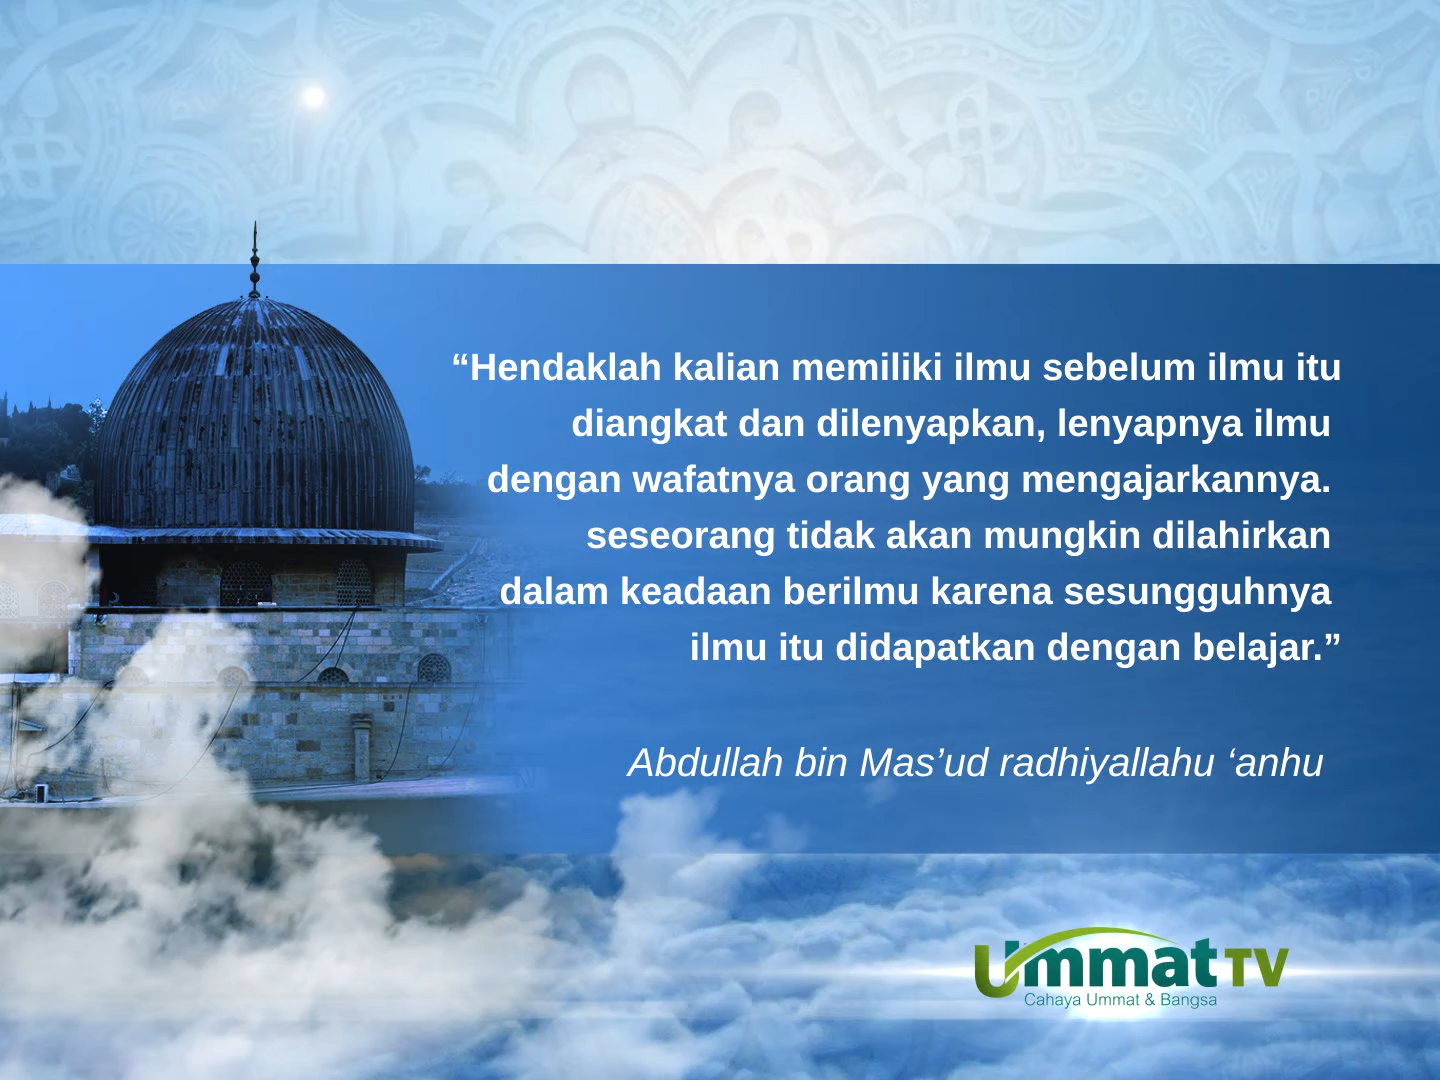 “Hendaklah kalian memiliki ilmu sebelum ilmu itu
diangkat dan dilenyapkan, lenyapnya ilmu
dengan wafatnya orang yang mengajarkannya.
seseorang tidak akan mungkin dilahirkan
dalam keadaan berilmu karena sesungguhnya
ilmu itu didapatkan dengan belajar.”
Abdullah bin Mas’ud radhiyallahu ‘anhu
Ummat TV
Cahaya Ummat & Bangsa